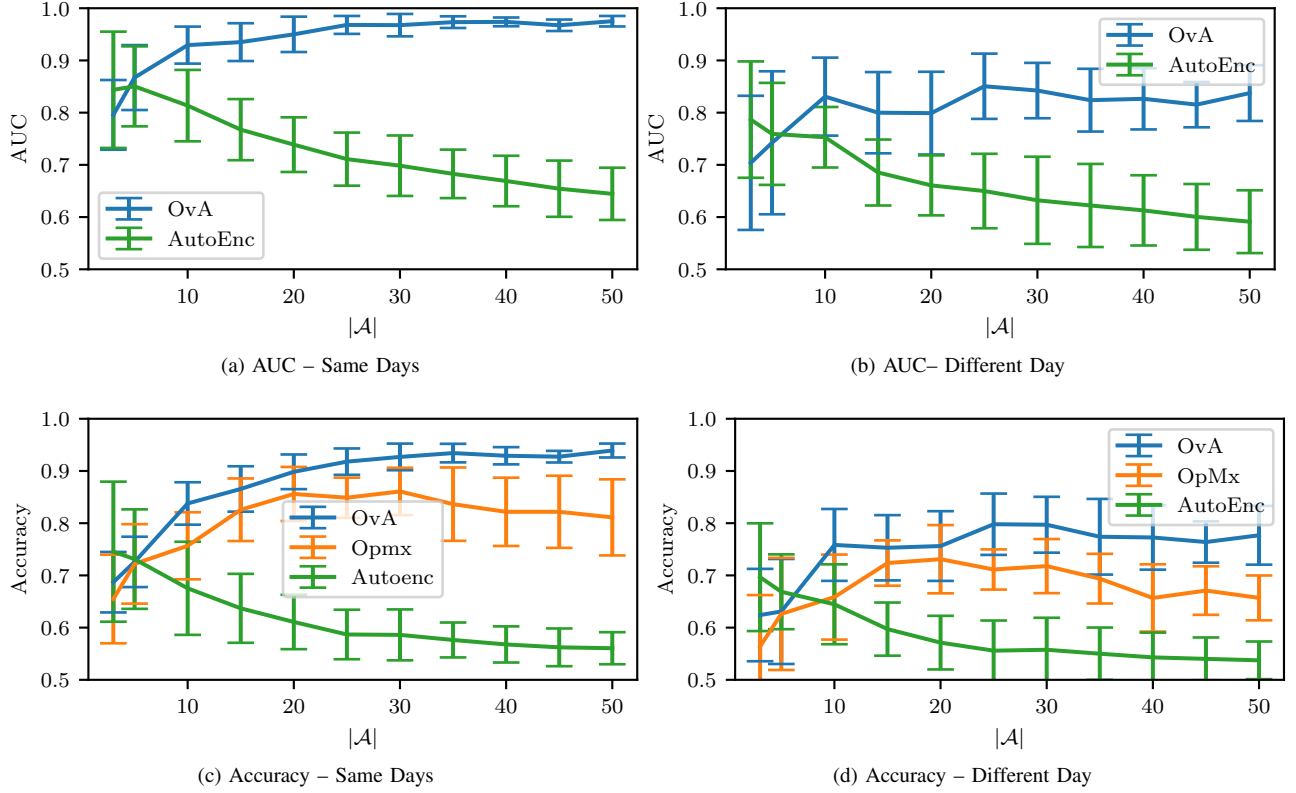 1.0
0.9
0.8
0.7
0.6
0.5
AUC
OvA
AutoEnc
10 20 30 40 50
|𝒜|
(a) AUC – Same Days
1.0
0.9
0.8
0.7
0.6
0.5
AUC
OvA
AutoEnc
10 20 30 40 50
|𝒜|
(b) AUC– Different Day
1.0
0.9
0.8
0.7
0.6
0.5
Accuracy
OvA
Opmx
Autoenc
10 20 30 40 50
|𝒜|
(c) Accuracy – Same Days
1.0
0.9
0.8
0.7
0.6
0.5
Accuracy
OvA
OpMx
AutoEnc
10 20 30 40 50
|𝒜|
(d) Accuracy – Different Day